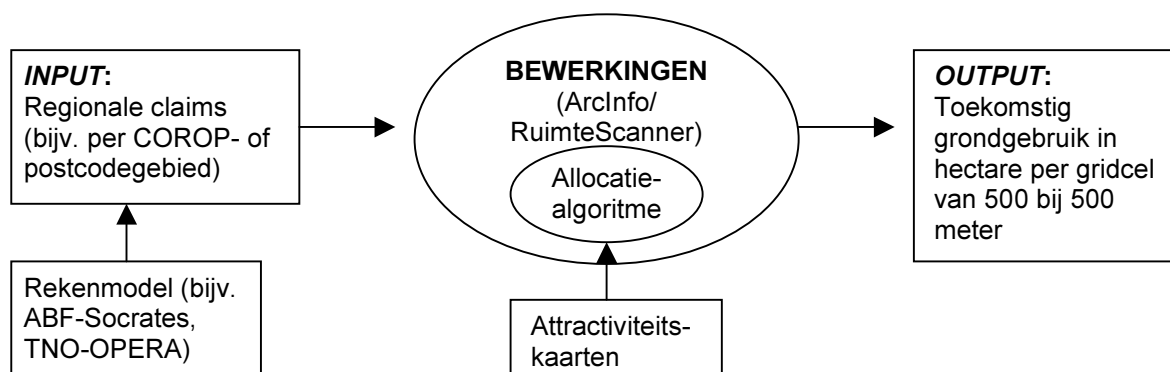 INPUT:
Regionale claims
(bijv. per COROP- of
postcodegebied)
Rekenmodel (bijv.
ABF-Socrates,
TNO-OPERA)
BEWERKINGEN
(ArcInfo/
RuimteScanner)
Allocatie-
algoritme
Attractiviteits-
kaarten
OUTPUT:
Toekomstig
grondgebruik in
hectare per gridcel
van 500 bij 500
meter